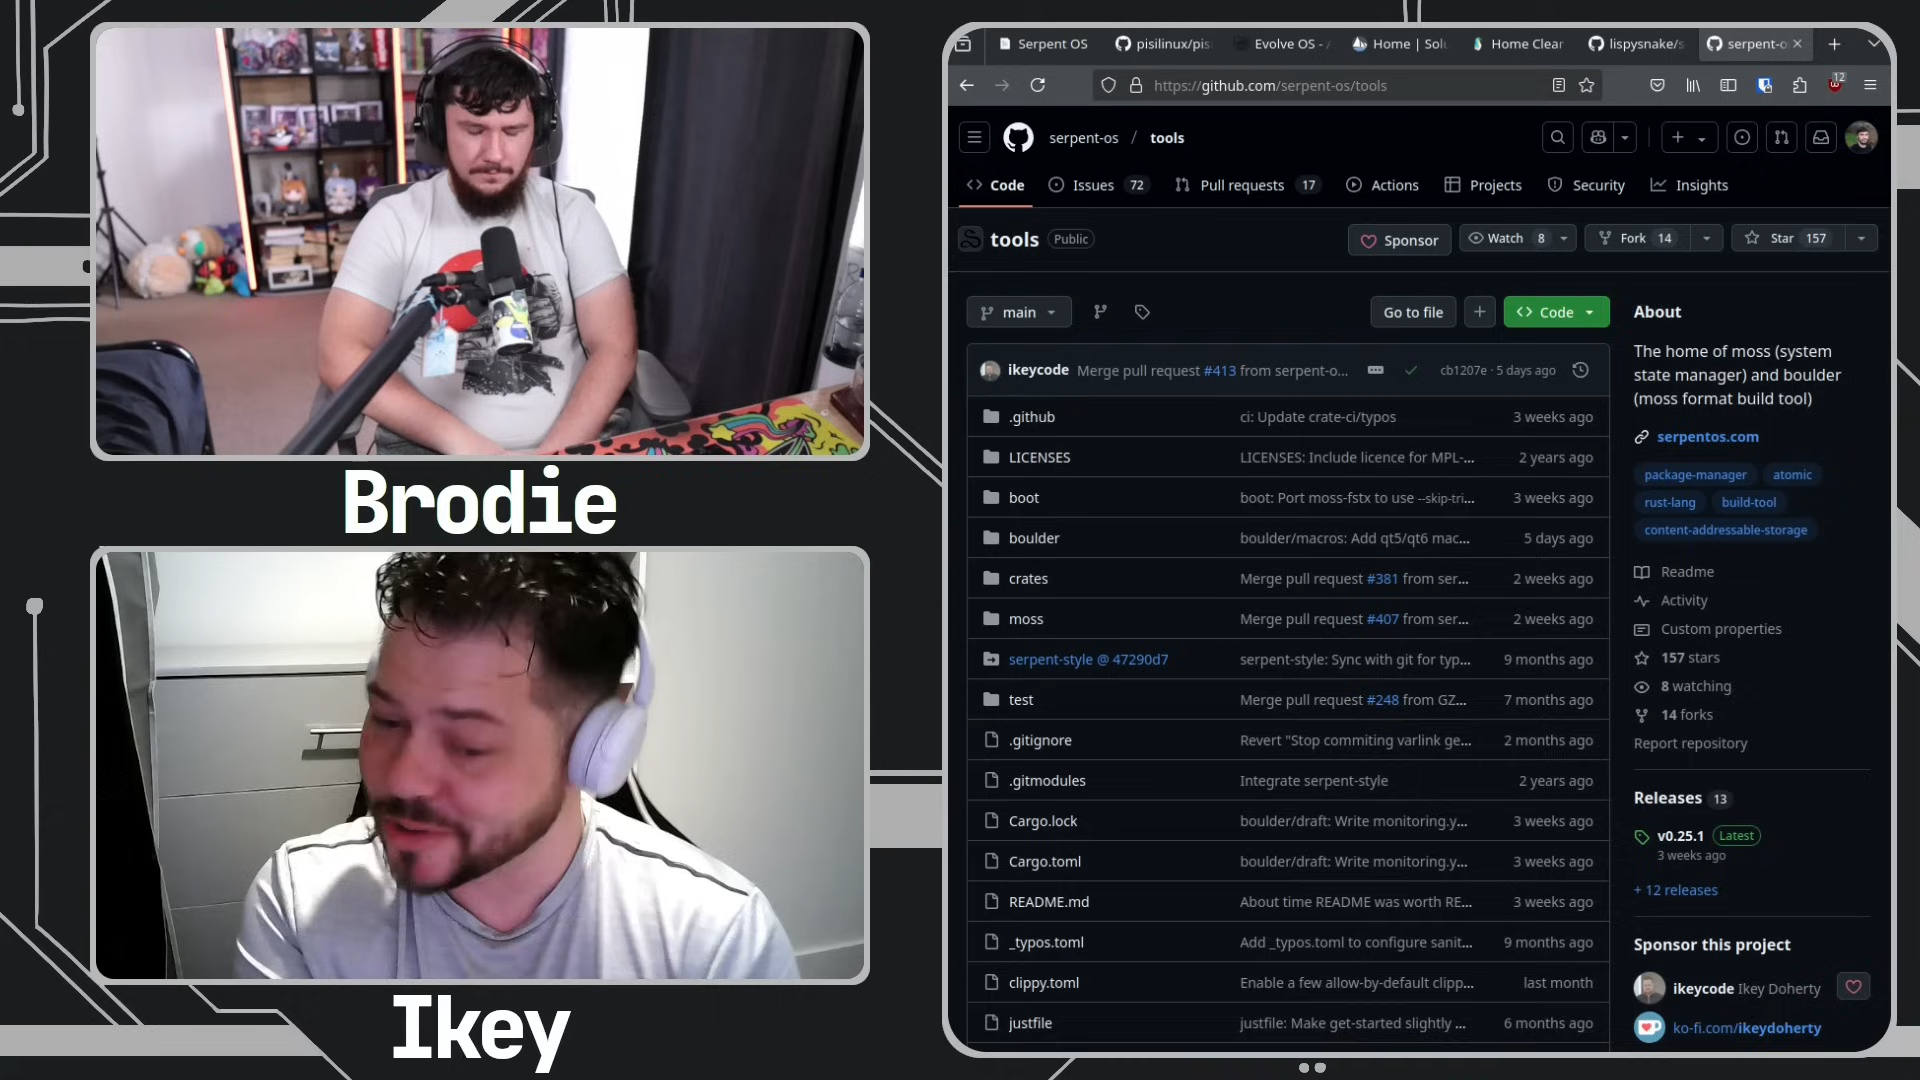 Brodie
Ikey
Serpent OS
pisilinux/pis
Evolve OS -
Home | Solu
Home Clear
lispysnake/s
serpent-o
https://github.com/serpent-os/tools
12
serpent-os / tools
Code
Issues 72
Pull requests 17
Actions
Projects
Security
Insights
tools Public
Sponsor
Watch 8
Fork 14
Star 157
main
Go to file
Code
ikeycode Merge pull request #413 from serpent-o... cb1207e · 5 days ago
.github ci: Update crate-ci/typos 3 weeks ago
LICENSES LICENSES: Include licence for MPL-... 2 years ago
boot boot: Port moss-fstx to use --skip-tri... 3 weeks ago
boulder boulder/macros: Add qt5/qt6 mac... 5 days ago
crates Merge pull request #381 from ser... 2 weeks ago
moss Merge pull request #407 from ser... 2 weeks ago
serpent-style @ 47290d7 serpent-style: Sync with git for typ... 9 months ago
test Merge pull request #248 from GZ... 7 months ago
.gitignore Revert "Stop commiting varlink ge... 2 months ago
.gitmodules Integrate serpent-style 2 years ago
Cargo.lock boulder/draft: Write monitoring.y... 3 weeks ago
Cargo.toml boulder/draft: Write monitoring.y... 3 weeks ago
README.md About time README was worth RE... 3 weeks ago
_typos.toml Add _typos.toml to configure sanit... 9 months ago
clippy.toml Enable a few allow-by-default clipp... last month
justfile justfile: Make get-started slightly ... 6 months ago
About
The home of moss (system
state manager) and boulder
(moss format build tool)
serpentos.com
package-manager atomic
rust-lang build-tool
content-addressable-storage
Readme
Activity
Custom properties
157 stars
8 watching
14 forks
Report repository
Releases 13
v0.25.1 Latest
3 weeks ago
+ 12 releases
Sponsor this project
ikeycode Ikey Doherty
ko-fi.com/ikeydoherty